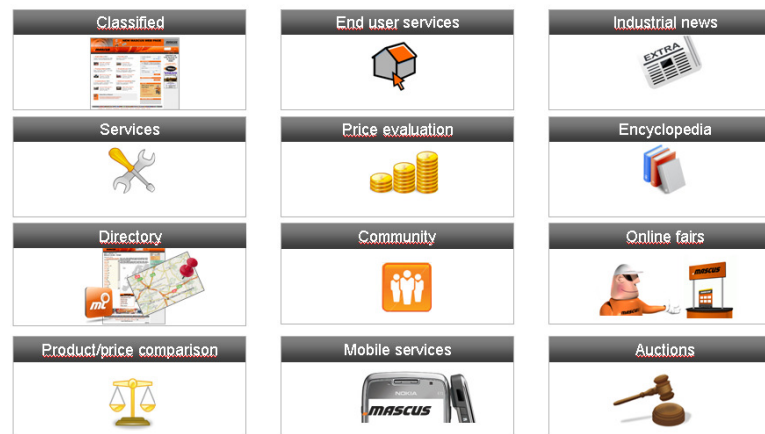 Classified
End user services
Industrial news
EXTRA
Services
Price evaluation
Encyclopedia
Directory
Community
Online fairs
MASCUS
Product/price comparison
Mobile services
Auctions
NOKIA
MASCUS